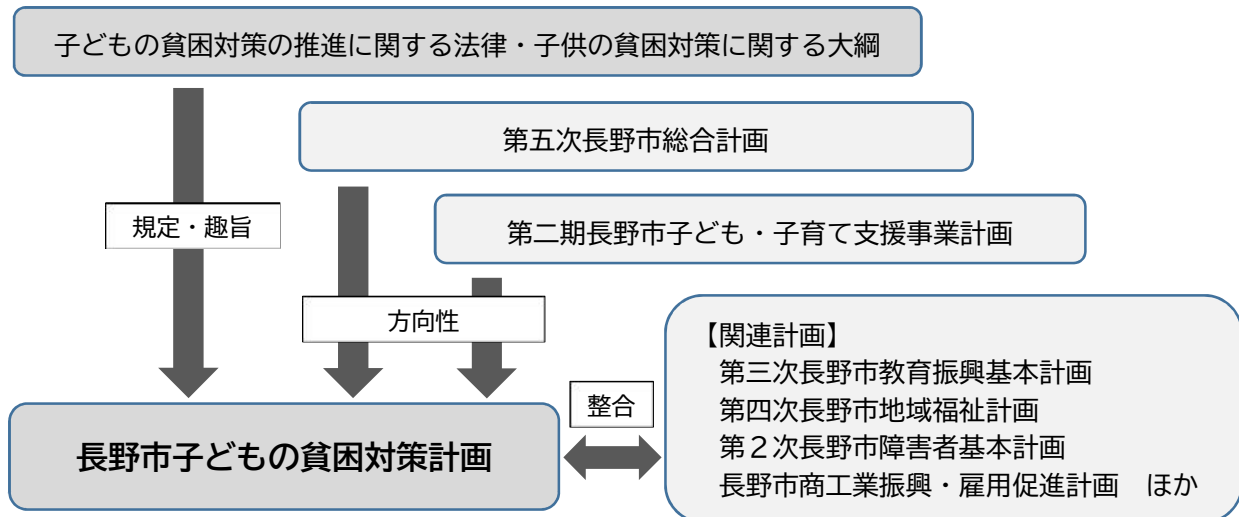 子どもの貧困対策の推進に関する法律・子供の貧困対策に関する大綱
第五次長野市総合計画
規定・趣旨
第二期長野市子ども・子育て支援事業計画
方向性
【関連計画】
第三次長野市教育振興基本計画
第四次長野市地域福祉計画
第２次長野市障害者基本計画
長野市商工業振興・雇用促進計画　ほか
整合
長野市子どもの貧困対策計画